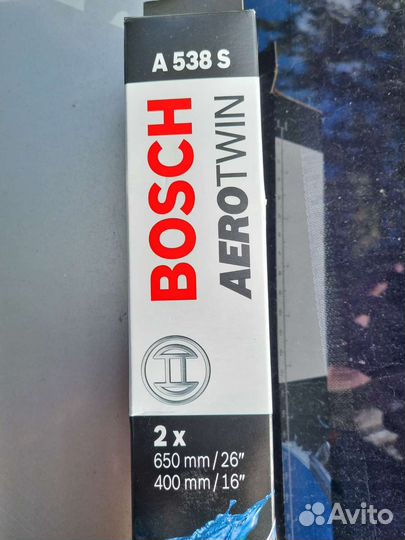 A 538 S
BOSCH
AEROTWIN
2 x
650 mm / 26″
400 mm / 16″
Avito